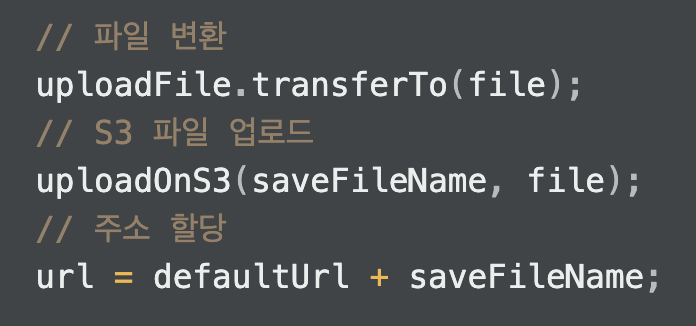 // 파일 변환
uploadFile.transferTo(file);
// S3 파일 업로드
uploadOnS3(saveFileName, file);
// 주소 할당
url = defaultUrl + saveFileName;